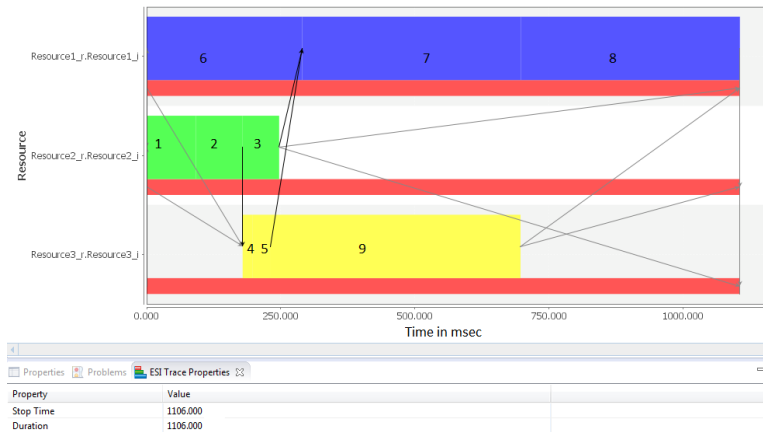 Resource
Resource1_r.Resource1_i
6
7
8
Resource2_r.Resource2_i
1
2
3
Resource3_r.Resource3_i
4
5
9
0.000
250.000
500.000
750.000
1000.000
Time in msec
Properties Problems ESI Trace Properties
Property Value
Stop Time 1106.000
Duration 1106.000